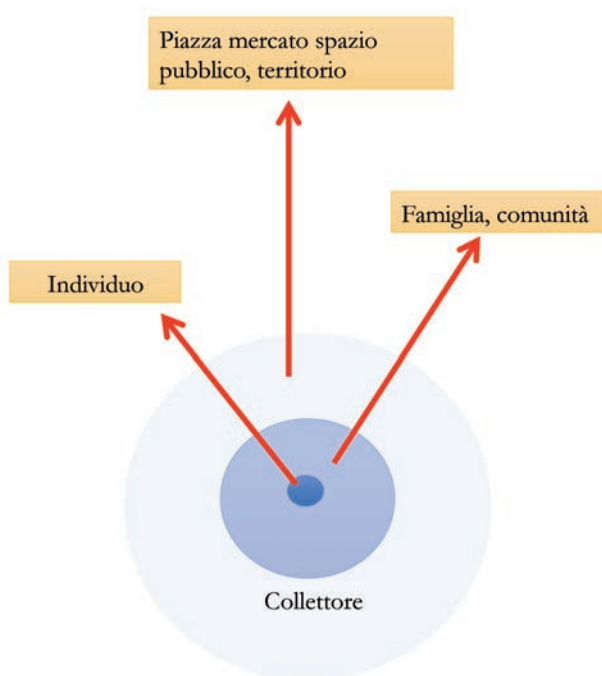 Piazza mercato spazio
pubblico, territorio
Famiglia, comunità
Individuo
Collettore